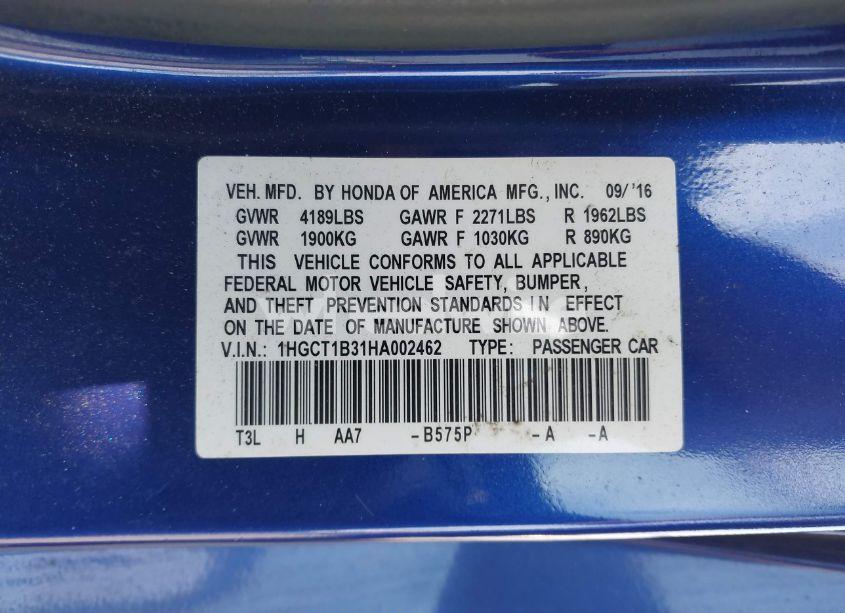 VEH. MFD. BY HONDA OF AMERICA MFG., INC. 09/ '16
GVWR 4189LBS GAWR F 2271LBS R 1962LBS
GVWR 1900KG GAWR F 1030KG R 890KG
THIS VEHICLE CONFORMS TO ALL APPLICABLE
FEDERAL MOTOR VEHICLE SAFETY, BUMPER,
AND THEFT PREVENTION STANDARDS IN EFFECT
ON THE DATE OF MANUFACTURE SHOWN ABOVE.
V.I.N.: 1HGCT1B31HA002462 TYPE: PASSENGER CAR
T3L H AA7 -B575P -A -A